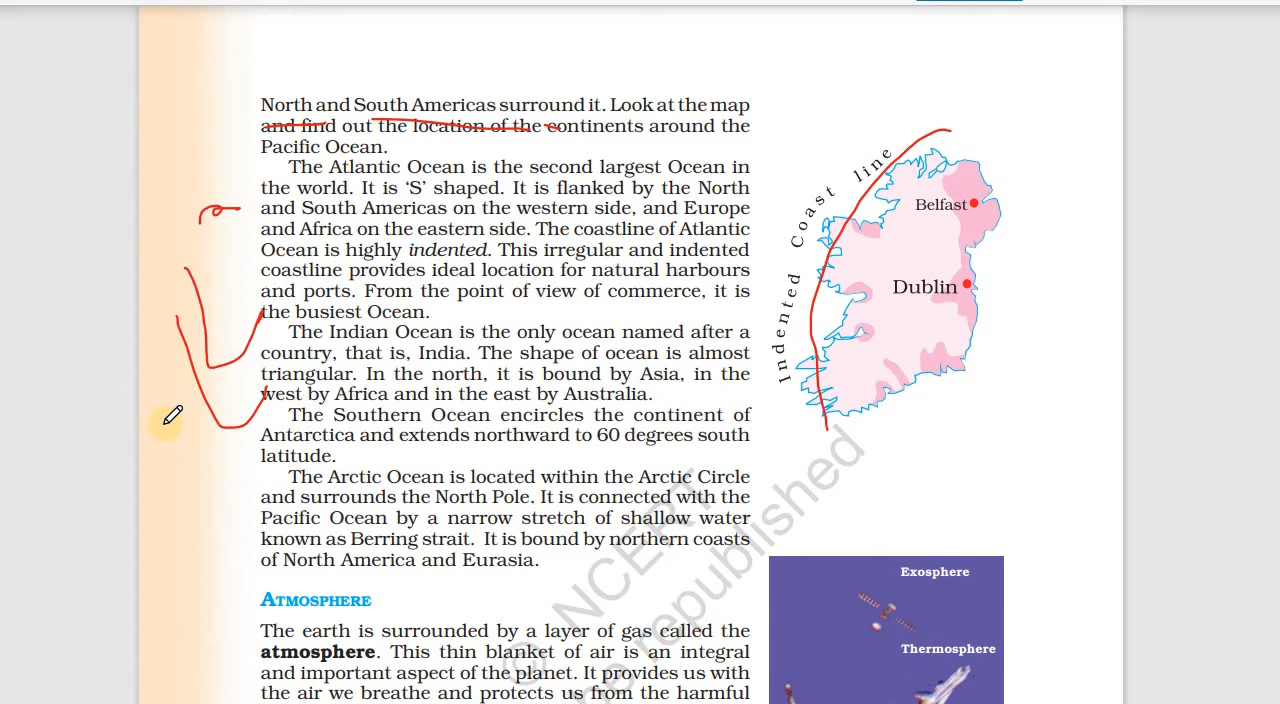 North and South Americas surround it. Look at the map
and find out the location of the continents around the
Pacific Ocean.
The Atlantic Ocean is the second largest Ocean in
the world. It is ‘S’ shaped. It is flanked by the North
and South Americas on the western side, and Europe
and Africa on the eastern side. The coastline of Atlantic
Ocean is highly indented. This irregular and indented
coastline provides ideal location for natural harbours
and ports. From the point of view of commerce, it is
the busiest Ocean.
The Indian Ocean is the only ocean named after a
country, that is, India. The shape of ocean is almost
triangular. In the north, it is bound by Asia, in the
west by Africa and in the east by Australia.
The Southern Ocean encircles the continent of
Antarctica and extends northward to 60 degrees south
latitude.
The Arctic Ocean is located within the Arctic Circle
and surrounds the North Pole. It is connected with the
Pacific Ocean by a narrow stretch of shallow water
known as Berring strait. It is bound by northern coasts
of North America and Eurasia.
ATMOSPHERE
The earth is surrounded by a layer of gas called the
atmosphere. This thin blanket of air is an integral
and important aspect of the planet. It provides us with
the air we breathe and protects us from the harmful
Indented Coast line
Belfast
Dublin
Exosphere
Thermosphere
© NCERT
be republished